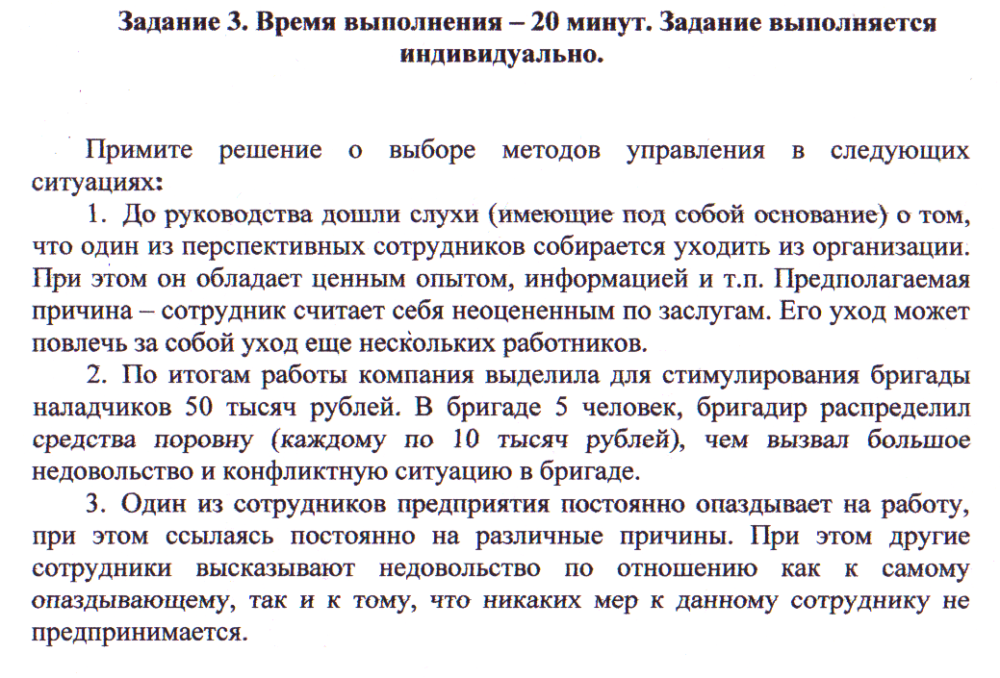 Задание 3. Время выполнения – 20 минут. Задание выполняется
индивидуально.
Примите решение о выборе методов управления в следующих
ситуациях:
1. До руководства дошли слухи (имеющие под собой основание) о том,
что один из перспективных сотрудников собирается уходить из организации.
При этом он обладает ценным опытом, информацией и т.п. Предполагаемая
причина – сотрудник считает себя неоцененным по заслугам. Его уход может
повлечь за собой уход еще нескольких работников.
2. По итогам работы компания выделила для стимулирования бригады
наладчиков 50 тысяч рублей. В бригаде 5 человек, бригадир распределил
средства поровну (каждому по 10 тысяч рублей), чем вызвал большое
недовольство и конфликтную ситуацию в бригаде.
3. Один из сотрудников предприятия постоянно опаздывает на работу,
при этом ссылаясь постоянно на различные причины. При этом другие
сотрудники высказывают недовольство по отношению как к самому
опаздывающему, так и к тому, что никаких мер к данному сотруднику не
предпринимается.